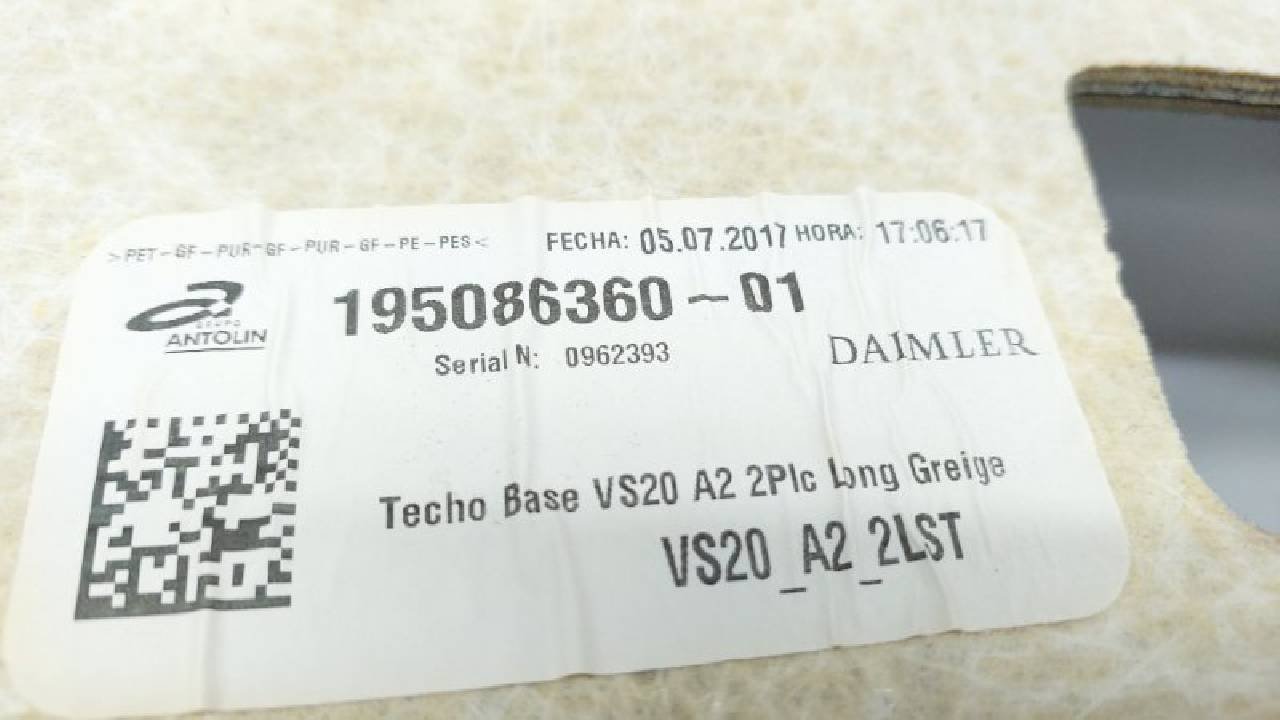 >PET-GF-PUR-GF-PUR-GF-PE-PES< FECHA: 05.07.2017 HORA: 17:06:17
GRUPO
ANTOLIN
195086360-01
Serial N: 0962393
DAIMLER
Techo Base VS20 A2 2Plc long Greige
VS20_A2_2LST